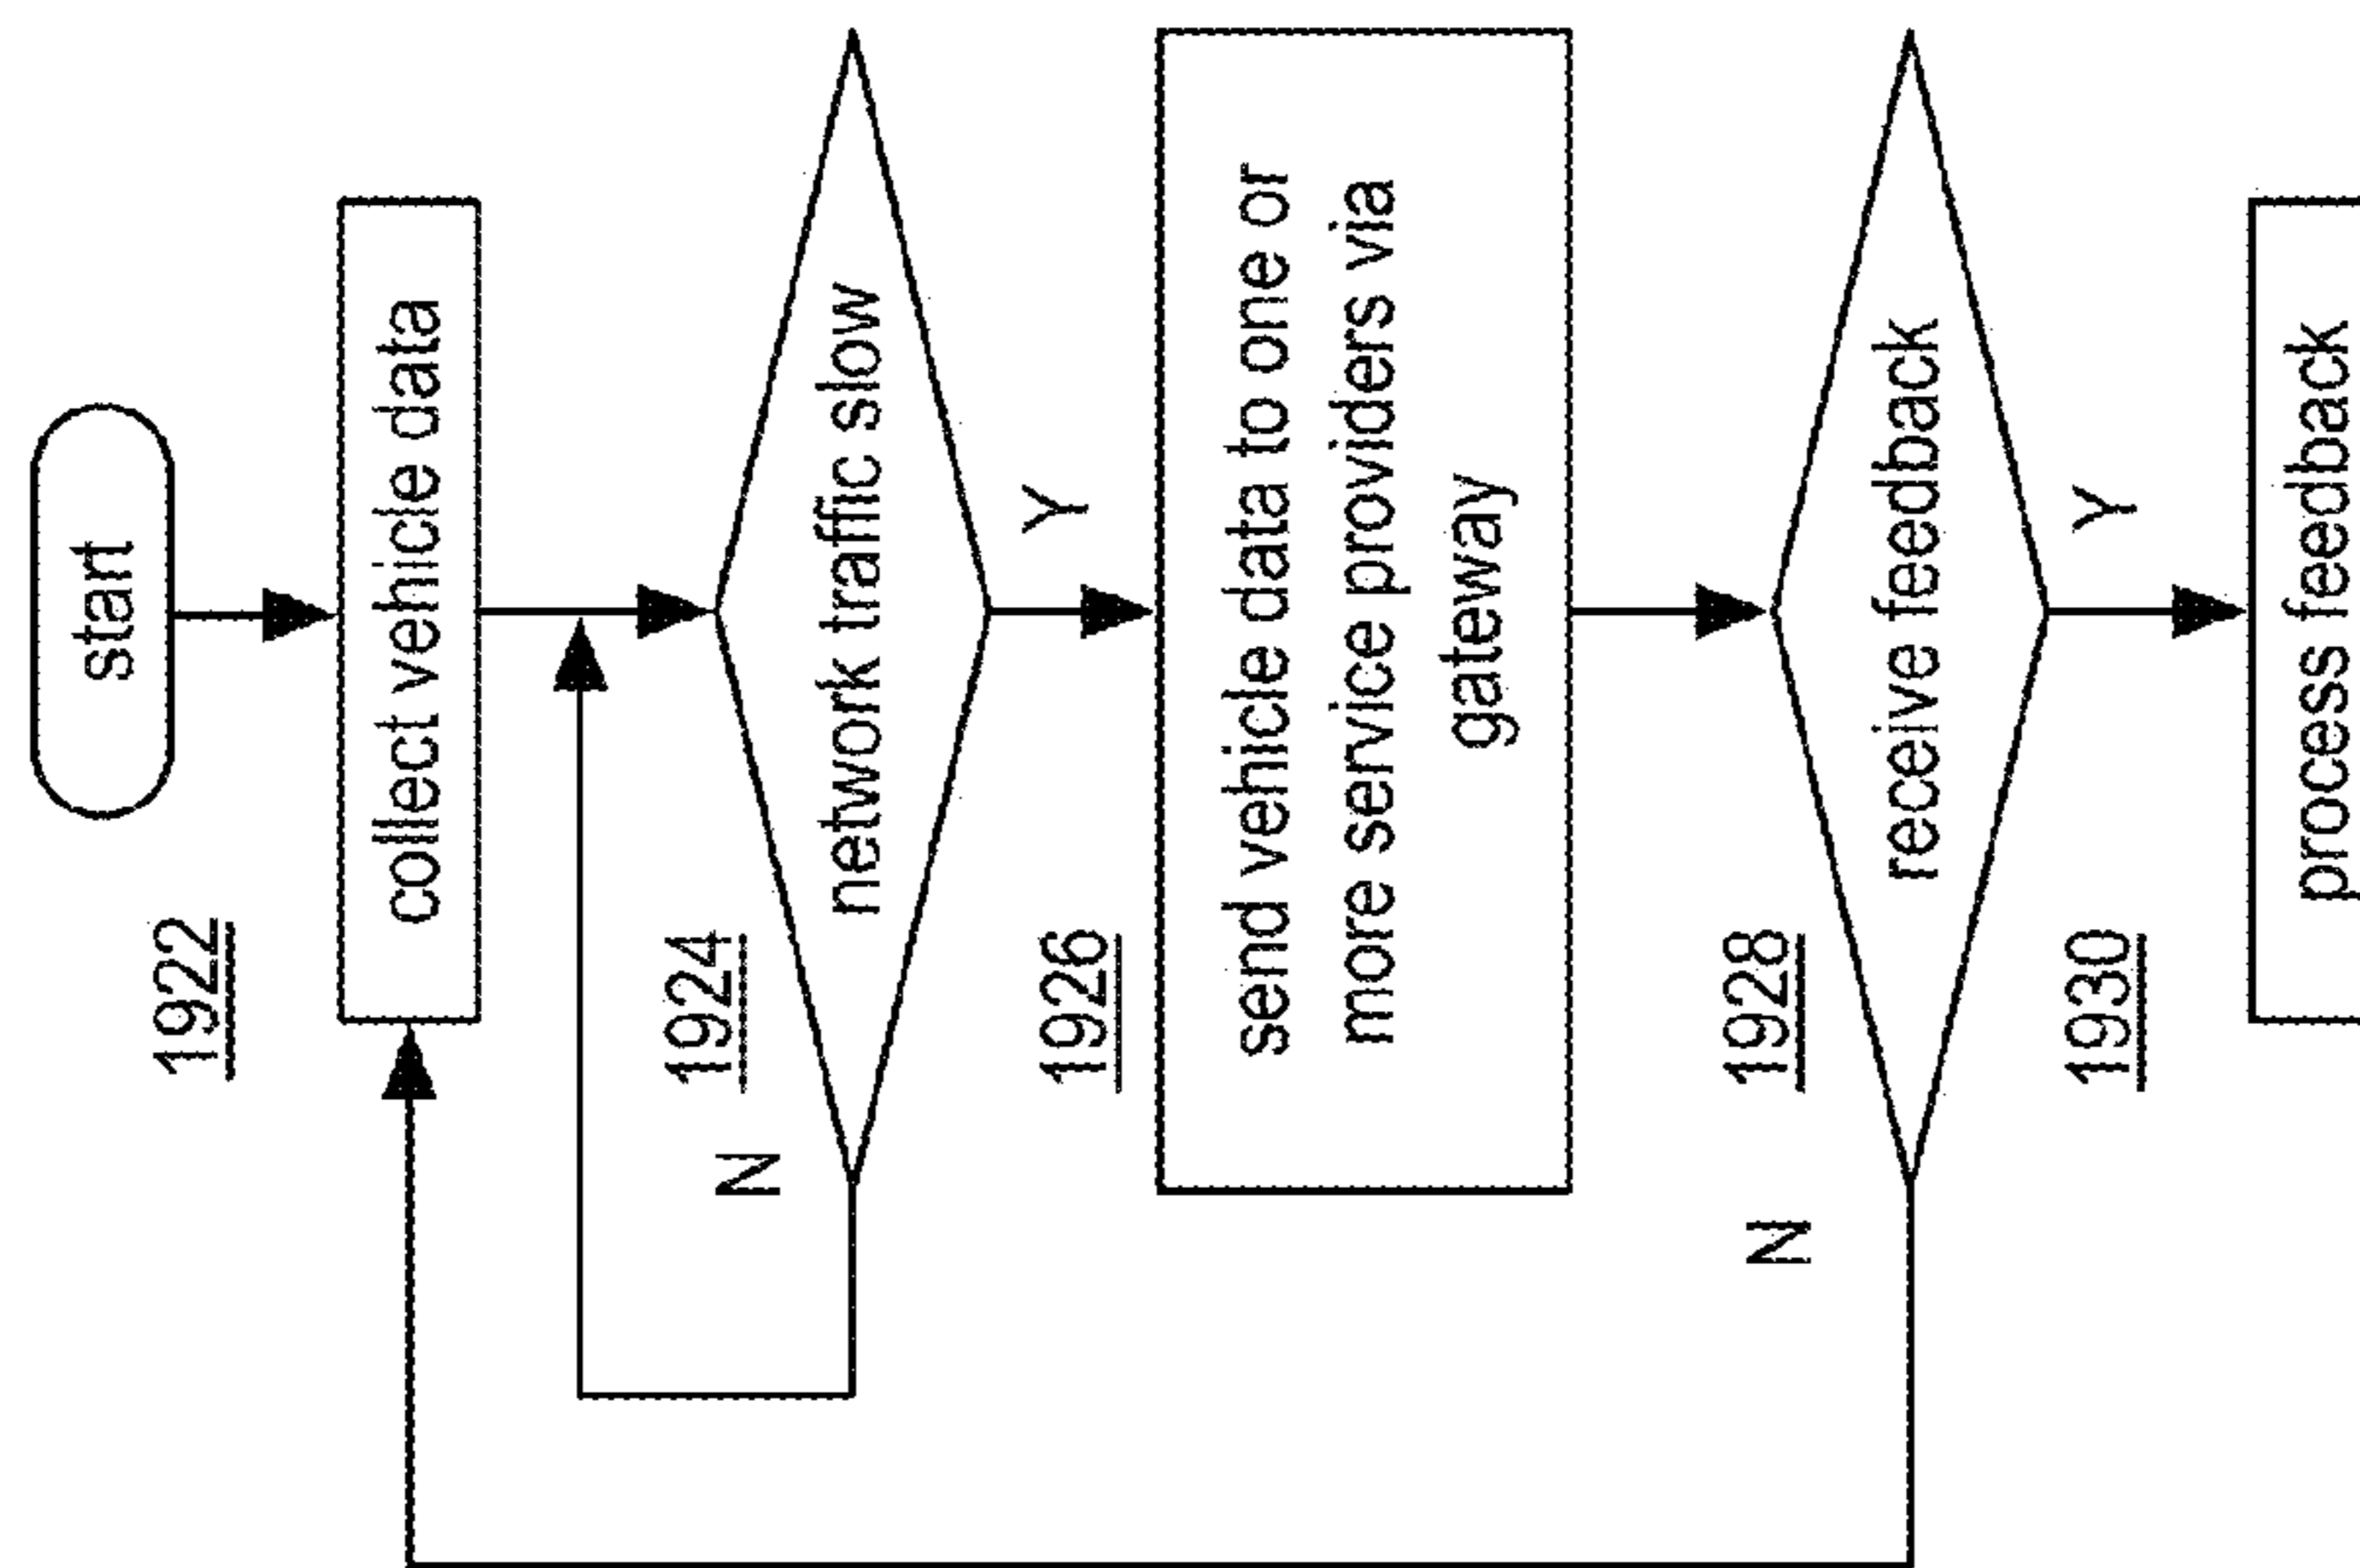 start
1922
collect vehicle data
1924
N
network traffic slow
Y
1926
send vehicle data to one or
more service providers via
gateway
1928
N
receive feedback
Y
1930
process feedback